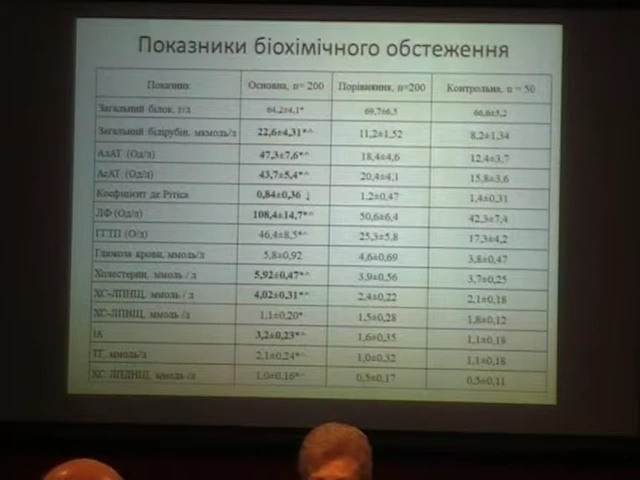 Показники біохімічного обстеження
Показник Основна, n= 200 Порівняння, n=200 Контрольна, n = 50
Загальний білок, г/л 64,2±4,1* 69,7±6,5 66,6±5,2
Загальний білірубін, мкмоль/л 22,6±4,31*^ 11,2±1,52 8,2±1,34
АлАТ (Од/л) 47,3±7,6*^ 18,4±4,6 12,4±3,7
АсАТ (Од/л) 43,7±5,4*^ 20,4±4,1 15,8±3,6
Коефіцієнт де Рітіса 0,84±0,36 ↓ 1,2±0,47 1,4±0,31
ЛФ (Од/л) 108,4±14,7*^ 50,6±6,4 42,3±7,4
ГГТП (О/л) 46,4±8,5*^ 25,3±5,8 17,3±4,2
Глюкоза крові, ммоль/л 5,8±0,92 4,6±0,69 3,8±0,47
Холестерин, ммоль / л 5,92±0,47*^ 3,9±0,56 3,7±0,25
ХС-ЛПНЩ, ммоль / л 4,02±0,31*^ 2,4±0,22 2,1±0,18
ммоль /л 1,1±0,20* 1,5±0,28 1,8±0,12
ІА 3,2±0,23*^ 1,6±0,35 1,1±0,18
ТГ, ммоль/л 2,1±0,24*^ 1,0±0,32 1,1±0,18
ХС-ЛПДНЩ, ммоль /л 1,0±0,16*^ 0,5±0,17 0,5±0,11